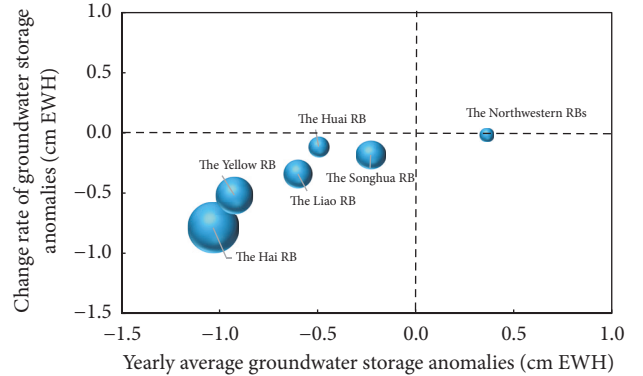 Change rate of groundwater storage
anomalies (cm EWH)
1.0
0.5
0.0
−0.5
−1.0
−1.5
The Northwestern RBs
The Huai RB
The Yellow RB
The Songhua RB
The Liao RB
The Hai RB
−1.5 −1.0 −0.5 0.0 0.5 1.0
Yearly average groundwater storage anomalies (cm EWH)